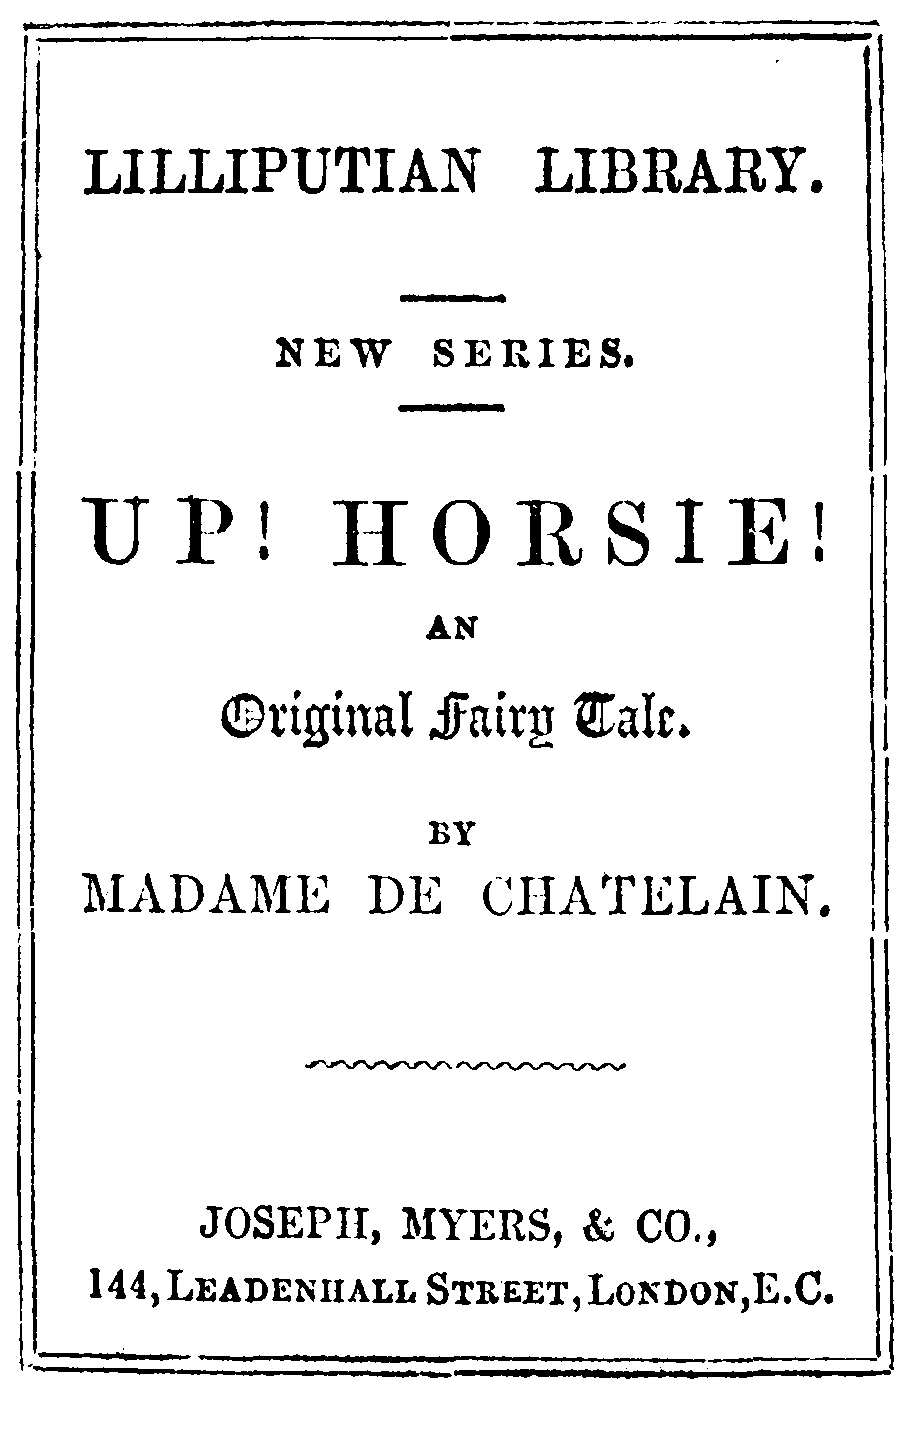 LILLIPUTIAN LIBRARY.
NEW SERIES.
UP! HORSIE!
AN
Original Fairy Tale.
BY
MADAME DE CHATELAIN.
JOSEPH, MYERS, & CO.,
144, LEADENHALL STREET, LONDON, E.C.